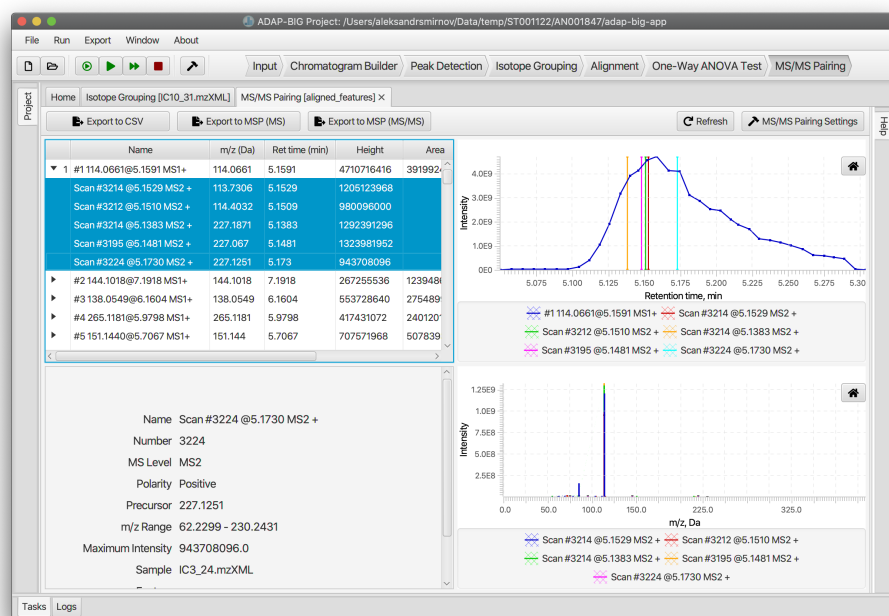 ADAP-BIG Project: /Users/aleksandrsmirnov/Data/temp/ST001122/AN001847/adap-big-app
File Run Export Window About
Input Chromatogram Builder Peak Detection Isotope Grouping Alignment One-Way ANOVA Test MS/MS Pairing
Project
Home Isotope Grouping [IC10_31.mzXML] MS/MS Pairing [aligned_features] ×
Help
Export to CSV Export to MSP (MS) Export to MSP (MS/MS) Refresh MS/MS Pairing Settings
Name m/z (Da) Ret time (min) Height Area
1 #1 114.0661@5.1591 MS1+ 114.0661 5.1591 4710716416 3919924
Scan #3214 @5.1529 MS2 + 113.7306 5.1529 1205123968
Scan #3212 @5.1510 MS2 + 114.4032 5.1509 980096000
Scan #3214 @5.1383 MS2 + 227.1871 5.1383 1292391296
Scan #3195 @5.1481 MS2 + 227.067 5.1481 1323981952
Scan #3224 @5.1730 MS2 + 227.1251 5.173 943708096
#2 144.1018@7.1918 MS1+ 144.1018 7.1918 267255536 1239486
#3 138.0549@6.1604 MS1+ 138.0549 6.1604 553728640 2754899
#4 265.1181@5.9798 MS1+ 265.1181 5.9798 417431072 2401201
#5 151.1440@5.7067 MS1+ 151.144 5.7067 707571968 507839
Intensity
4.0E9
3.0E9
2.0E9
1.0E9
0E0
5.075 5.100 5.125 5.150 5.175 5.200 5.225 5.250 5.275 5.30
Retention time, min
#1 114.0661@5.1591 MS1+ Scan #3214 @5.1529 MS2 +
Scan #3212 @5.1510 MS2 + Scan #3214 @5.1383 MS2 +
Scan #3195 @5.1481 MS2 + Scan #3224 @5.1730 MS2 +
Name Scan #3224 @5.1730 MS2 +
Number 3224
MS Level MS2
Polarity Positive
Precursor 227.1251
m/z Range 62.2299 - 230.2431
Maximum Intensity 943708096.0
Sample IC3_24.mzXML
Intensity
1.25E9
1.0E9
7.5E8
5.0E8
2.5E8
0.0 50.0 100.0 150.0 225.0 325.0
m/z, Da
Scan #3214 @5.1529 MS2 + Scan #3212 @5.1510 MS2 +
Scan #3214 @5.1383 MS2 + Scan #3195 @5.1481 MS2 +
Scan #3224 @5.1730 MS2 +
Tasks Logs